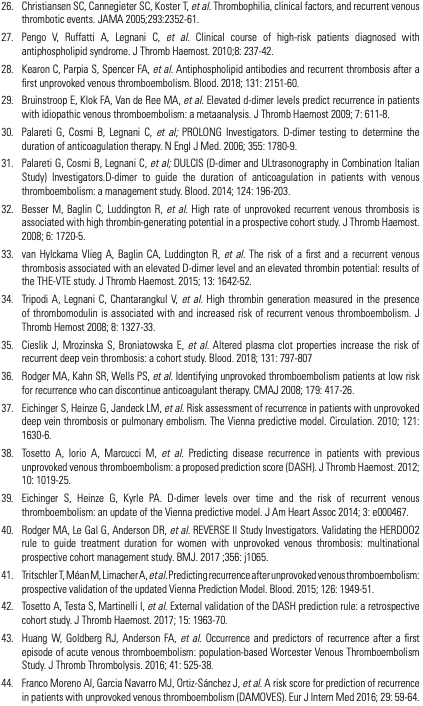 26. Christiansen SC, Cannegieter SC, Koster T, et al. Thrombophilia, clinical factors, and recurrent venous
thrombotic events. JAMA 2005;293:2352-61.
27. Pengo V, Ruffatti A, Legnani C, et al. Clinical course of high-risk patients diagnosed with
antiphospholipid syndrome. J Thromb Haemost. 2010;8: 237-42.
28. Kearon C, Parpia S, Spencer FA, et al. Antiphospholipid antibodies and recurrent thrombosis after a
first unprovoked venous thromboembolism. Blood. 2018; 131: 2151-60.
29. Bruinstroop E, Klok FA, Van de Ree MA, et al. Elevated d-dimer levels predict recurrence in patients
with idiopathic venous thromboembolism: a metaanalysis. J Thromb Haemost 2009; 7: 611-8.
30. Palareti G, Cosmi B, Legnani C, et al; PROLONG Investigators. D-dimer testing to determine the
duration of anticoagulation therapy. N Engl J Med. 2006; 355: 1780-9.
31. Palareti G, Cosmi B, Legnani C, et al; DULCIS (D-dimer and ULtrasonography in Combination Italian
Study) Investigators.D-dimer to guide the duration of anticoagulation in patients with venous
thromboembolism: a management study. Blood. 2014; 124: 196-203.
32. Besser M, Baglin C, Luddington R, et al. High rate of unprovoked recurrent venous thrombosis is
associated with high thrombin-generating potential in a prospective cohort study. J Thromb Haemost.
2008; 6: 1720-5.
33. van Hylckama Vlieg A, Baglin CA, Luddington R, et al. The risk of a first and a recurrent venous
thrombosis associated with an elevated D-dimer level and an elevated thrombin potential: results of
the THE-VTE study. J Thromb Haemost. 2015; 13: 1642-52.
34. Tripodi A, Legnani C, Chantarangkul V, et al. High thrombin generation measured in the presence
of thrombomodulin is associated with and increased risk of recurrent venous thromboembolism. J
Thromb Hemost 2008; 8: 1327-33.
35. Cieslik J, Mrozinska S, Broniatowska E, et al. Altered plasma clot properties increase the risk of
recurrent deep vein thrombosis: a cohort study. Blood. 2018; 131: 797-807
36. Rodger MA, Kahn SR, Wells PS, et al. Identifying unprovoked thromboembolism patients at low risk
for recurrence who can discontinue anticoagulant therapy. CMAJ 2008; 179: 417-26.
37. Eichinger S, Heinze G, Jandeck LM, et al. Risk assessment of recurrence in patients with unprovoked
deep vein thrombosis or pulmonary embolism. The Vienna predictive model. Circulation. 2010; 121:
1630-6.
38. Tosetto A, Iorio A, Marcucci M, et al. Predicting disease recurrence in patients with previous
unprovoked venous thromboembolism: a proposed prediction score (DASH). J Thromb Haemost. 2012;
10: 1019-25.
39. Eichinger S, Heinze G, Kyrle PA. D-dimer levels over time and the risk of recurrent venous
thromboembolism: an update of the Vienna predictive model. J Am Heart Assoc 2014; 3: e000467.
40. Rodger MA, Le Gal G, Anderson DR, et al. REVERSE II Study Investigators. Validating the HERDOO2
rule to guide treatment duration for women with unprovoked venous thrombosis: multinational
prospective cohort management study. BMJ. 2017 ;356: j1065.
41. Tritschler T, Méan M, Limacher A, et al. Predicting recurrence after unprovoked venous thromboembolism:
prospective validation of the updated Vienna Prediction Model. Blood. 2015; 126: 1949-51.
42. Tosetto A, Testa S, Martinelli I, et al. External validation of the DASH prediction rule: a retrospective
cohort study. J Thromb Haemost. 2017; 15: 1963-70.
43. Huang W, Goldberg RJ, Anderson FA, et al. Occurrence and predictors of recurrence after a first
episode of acute venous thromboembolism: population-based Worcester Venous Thromboembolism
Study. J Thromb Thrombolysis. 2016; 41: 525-38.
44. Franco Moreno AI, Garcia Navarro MJ, Ortiz-Sánchez J, et al. A risk score for prediction of recurrence
in patients with unprovoked venous thromboembolism (DAMOVES). Eur J Intern Med 2016; 29: 59-64.